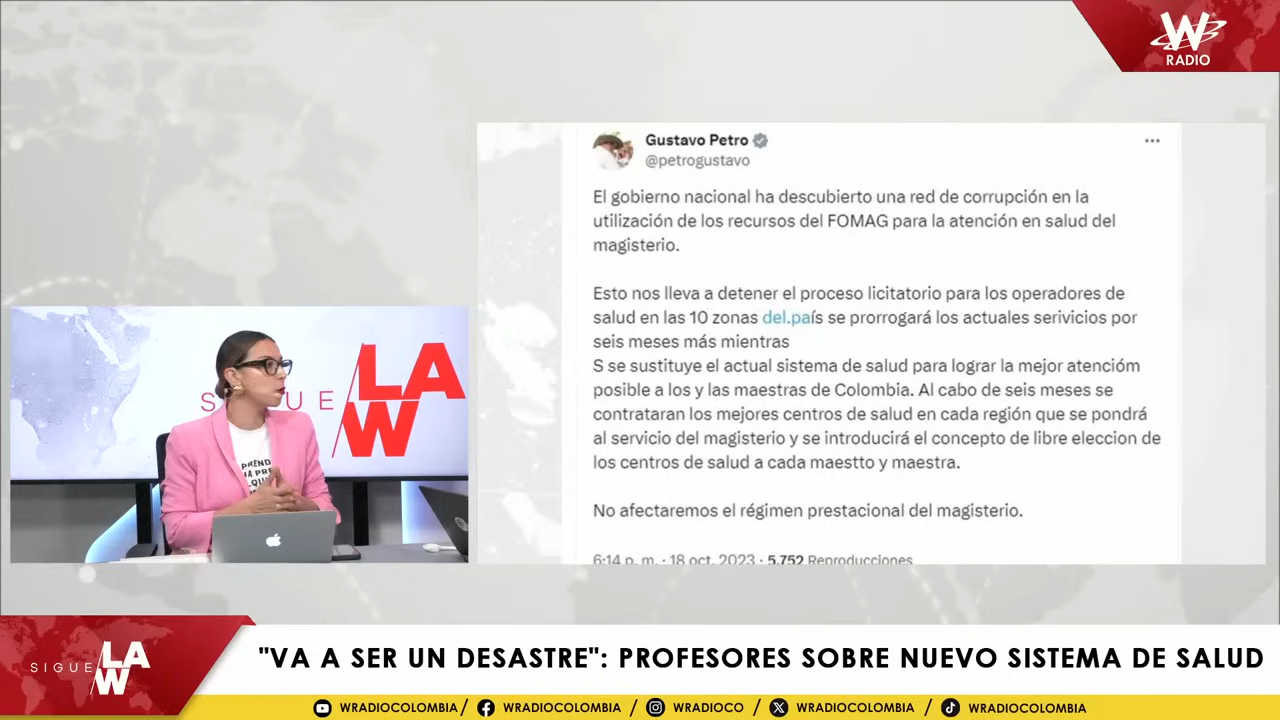 W
RADIO
Gustavo Petro
@petrogustavo
El gobierno nacional ha descubierto una red de corrupción en la
utilización de los recursos del FOMAG para la atención en salud del
magisterio.
Esto nos lleva a detener el proceso licitatorio para los operadores de
salud en las 10 zonas del.país se prorrogará los actuales serivicios por
seis meses más mientras
S se sustituye el actual sistema de salud para lograr la mejor atencióm
posible a los y las maestras de Colombia. Al cabo de seis meses se
contrataran los mejores centros de salud en cada región que se pondrá
al servicio del magisterio y se introducirá el concepto de libre eleccion de
los centros de salud a cada maestto y maestra.
No afectaremos el régimen prestacional del magisterio.
6:14 p. m. · 18 oct. 2023 · 5.752 Reproducciones
SIGUE LA
W
SIGUE LA
W
"VA A SER UN DESASTRE": PROFESORES SOBRE NUEVO SISTEMA DE SALUD
WRADIOCOLOMBIA / WRADIOCOLOMBIA / WRADIOCO / WRADIOCOLOMBIA / WRADIOCOLOMBIA